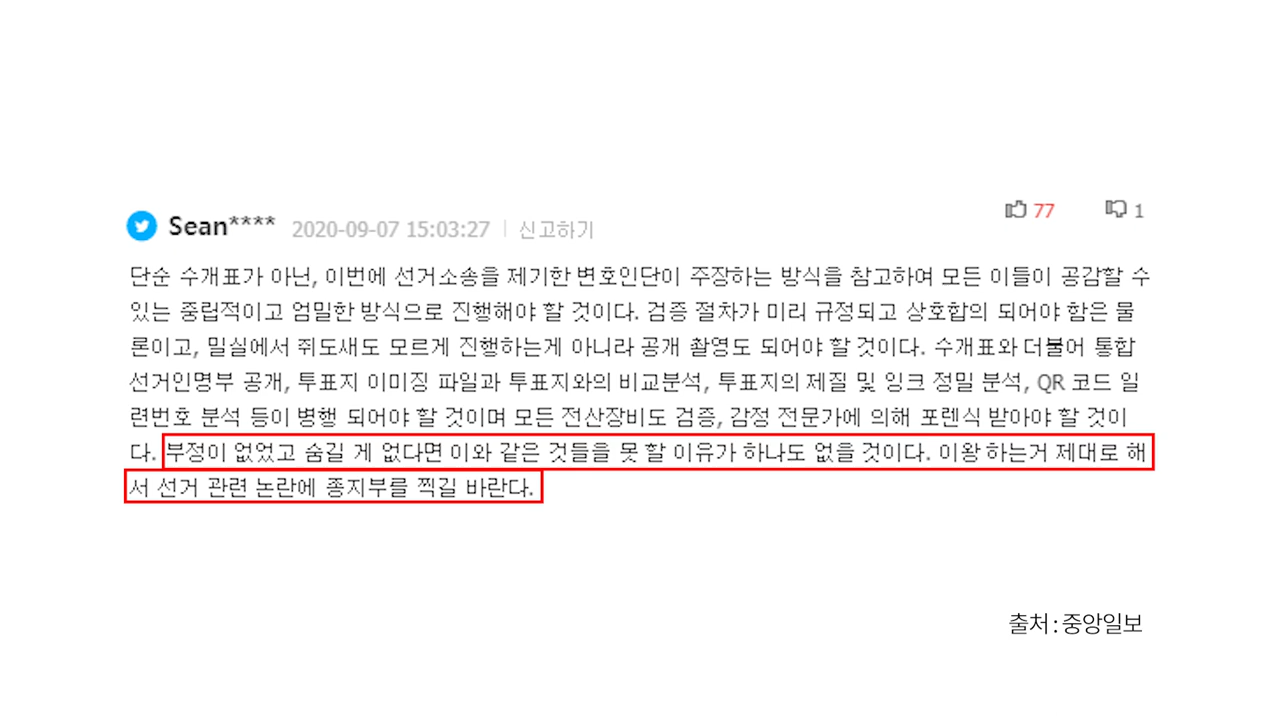 Sean**** 2020-09-07 15:03:27 | 신고하기 77 1
단순 수개표가 아닌, 이번에 선거소송을 제기한 변호인단이 주장하는 방식을 참고하여 모든 이들이 공감할 수
있는 중립적이고 엄밀한 방식으로 진행해야 할 것이다. 검증 절차가 미리 규정되고 상호합의 되어야 함은 물
론이고, 밀실에서 쥐도새도 모르게 진행하는게 아니라 공개 촬영도 되어야 할 것이다. 수개표와 더불어 통합
선거인명부 공개, 투표지 이미징 파일과 투표지와의 비교분석, 투표지의 제질 및 잉크 정밀 분석, QR 코드 일
련번호 분석 등이 병행 되어야 할 것이며 모든 전산장비도 검증, 감정 전문가에 의해 포렌식 받아야 할 것이
다. 부정이 없었고 숨길 게 없다면 이와 같은 것들을 못 할 이유가 하나도 없을 것이다. 이왕 하는거 제대로 해
서 선거 관련 논란에 종지부를 찍길 바란다.
출처 : 중앙일보